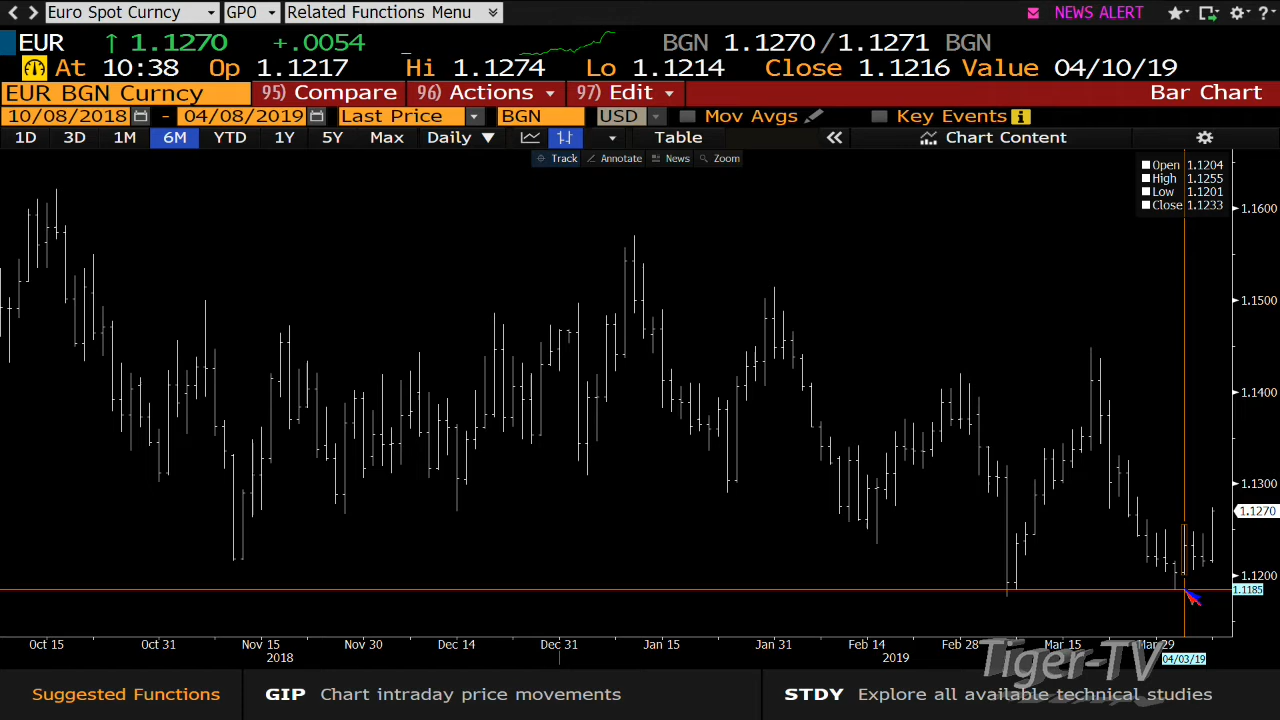 Euro Spot Curncy GPO Related Functions Menu NEWS ALERT ?
EUR ↑ 1.1270 +.0054 BGN 1.1270/1.1271 BGN
At 10:38 Op 1.1217 Hi 1.1274 Lo 1.1214 Close 1.1216 Value 04/10/19
EUR BGN Curncy 95) Compare 96) Actions 97) Edit Bar Chart
10/08/2018 - 04/08/2019 Last Price BGN USD Mov Avgs Key Events i
1D 3D 1M 6M YTD 1Y 5Y Max Daily ▼ Table « Chart Content
Track Annotate News Zoom
Open 1.1204
High 1.1255
Low 1.1201
Close 1.1233
1.1600
1.1500
1.1400
1.1300
1.1270
1.1200
1.1185
Oct 15 Oct 31 Nov 15 Nov 30 Dec 14 Dec 31 Jan 15 Jan 31 Feb 14 Feb 28 Mar 15 Mar 29
2018 2019 04/03/19
Tiger-TV
Suggested Functions GIP Chart intraday price movements STDY Explore all available technical studies